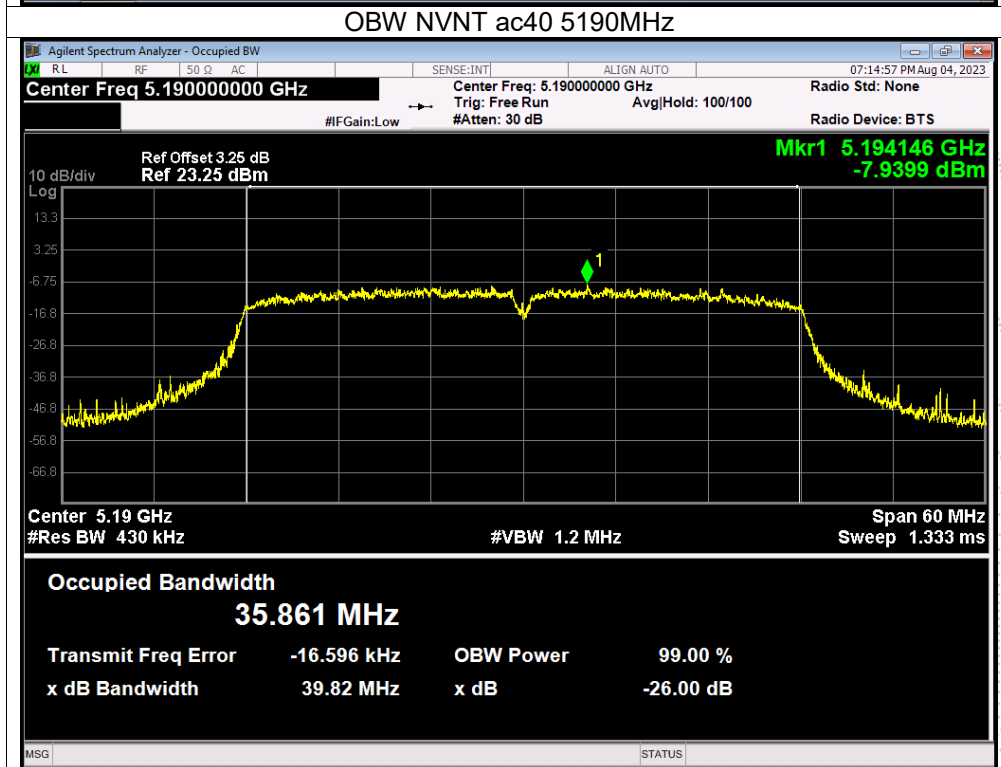 OBW NVNT ac40 5190MHz
Agilent Spectrum Analyzer - Occupied BW
LXI RL RF 50 Ω AC SENSE:INT ALIGN AUTO 07:14:57 PM Aug 04, 2023
Center Freq 5.190000000 GHz Center Freq: 5.190000000 GHz Radio Std: None
Trig: Free Run Avg|Hold: 100/100
#IFGain:Low #Atten: 30 dB Radio Device: BTS
Ref Offset 3.25 dB Mkr1 5.194146 GHz
10 dB/div Ref 23.25 dBm -7.9399 dBm
Log
13.3
3.25
1
-6.75
-16.8
-26.8
-36.8
-46.8
-56.8
-66.8
Center 5.19 GHz Span 60 MHz
#Res BW 430 kHz #VBW 1.2 MHz Sweep 1.333 ms
Occupied Bandwidth
35.861 MHz
Transmit Freq Error -16.596 kHz OBW Power 99.00 %
x dB Bandwidth 39.82 MHz x dB -26.00 dB
MSG STATUS